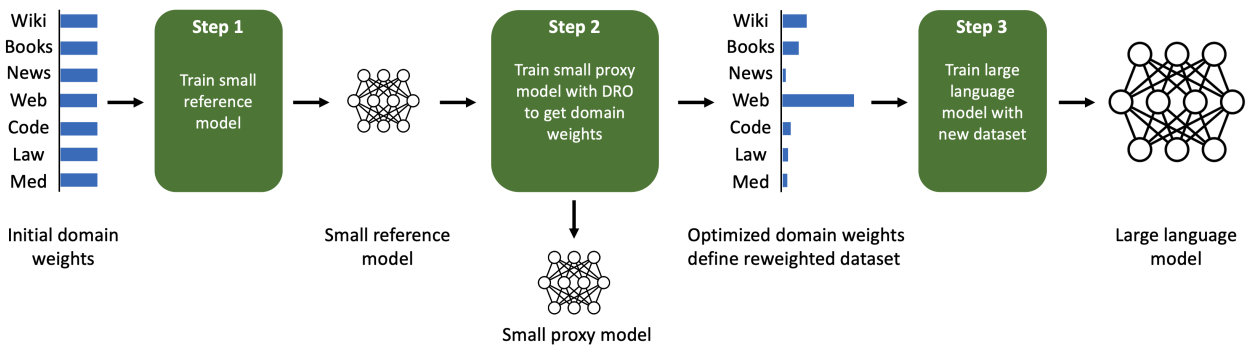 Wiki
Books
News
Web
Code
Law
Med
Initial domain
weights
Step 1
Train small
reference
model
Small reference
model
Step 2
Train small proxy
model with DRO
to get domain
weights
Small proxy model
Wiki
Books
News
Web
Code
Law
Med
Optimized domain weights
define reweighted dataset
Step 3
Train large
language
model with
new dataset
Large language
model